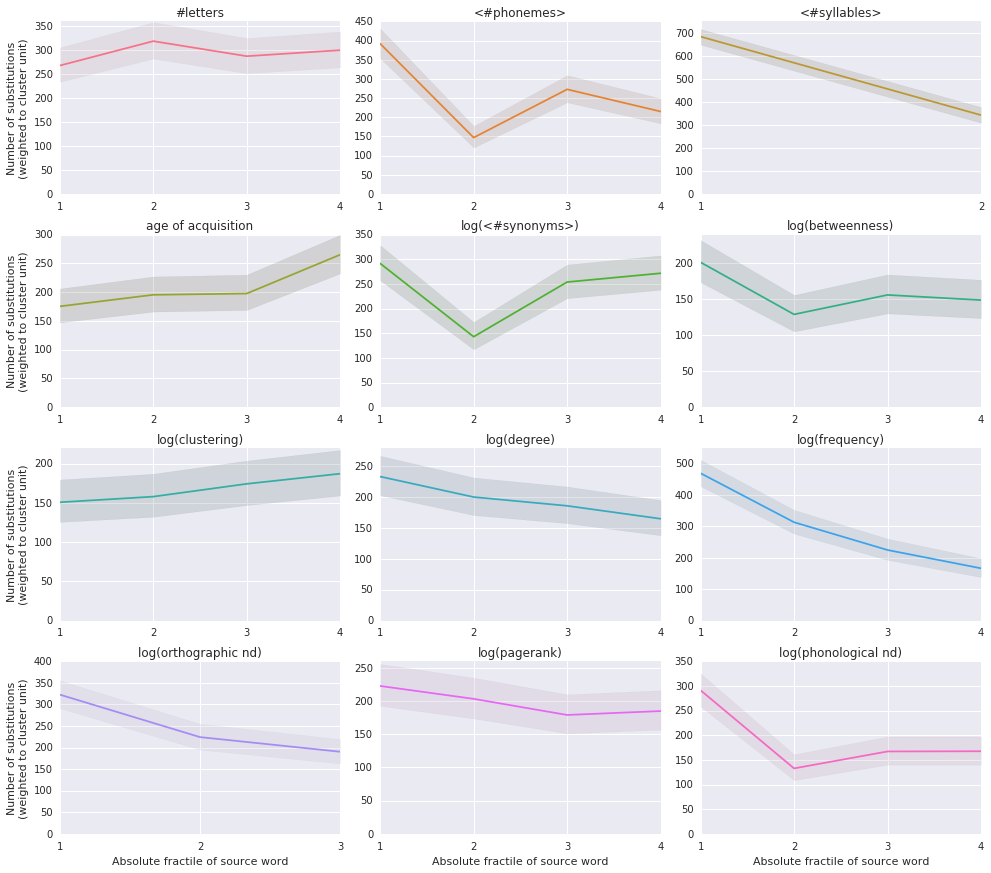 #letters
<#phonemes>
<#syllables>
Number of substitutions
(weighted to cluster unit)
350
300
250
200
150
100
50
0
1 2 3 4
450
400
350
300
250
200
150
100
50
0
1 2 3 4
700
600
500
400
300
200
100
0
1 2
age of acquisition
log(<#synonyms>)
log(betweenness)
Number of substitutions
(weighted to cluster unit)
300
250
200
150
100
50
0
1 2 3 4
350
300
250
200
150
100
50
0
1 2 3 4
200
150
100
50
0
1 2 3 4
log(clustering)
log(degree)
log(frequency)
Number of substitutions
(weighted to cluster unit)
200
150
100
50
0
1 2 3 4
250
200
150
100
50
0
1 2 3 4
500
400
300
200
100
0
1 2 3 4
log(orthographic nd)
log(pagerank)
log(phonological nd)
Number of substitutions
(weighted to cluster unit)
400
350
300
250
200
150
100
50
0
1 2 3
250
200
150
100
50
0
1 2 3 4
350
300
250
200
150
100
50
0
1 2 3 4
Absolute fractile of source word
Absolute fractile of source word
Absolute fractile of source word